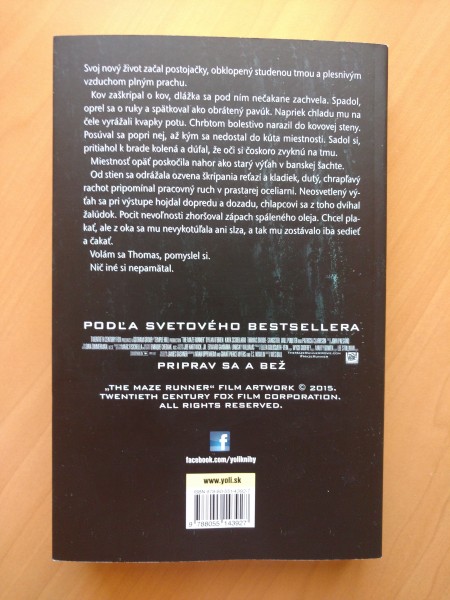 Svoj nový život začal postojačky, obklopený studenou tmou a plesnivým
vzduchom plným prachu.
Kov zaškrípal o kov, dlážka sa pod ním nečakane zachvela. Spadol,
oprel sa o ruky a spätkoval ako obrátený pavúk. Napriek chladu mu na
čele vyrážali kvapky potu. Chrbtom bolestivo narazil do kovovej steny.
Posúval sa popri nej, až kým sa nedostal do kúta miestnosti. Sadol si,
pritiahol k brade kolená a dúfal, že oči si čoskoro zvyknú na tmu.
Miestnosť opäť poskočila nahor ako starý výťah v banskej šachte.
Od stien sa odrážala ozvena škrípania reťazí a kladiek, dutý, chrapľavý
rachot pripomínal pracovný ruch v prastarej oceliarni. Neosvetlený vý-
ťah sa pri výstupe hojdal dopredu a dozadu, chlapcovi sa z toho dvíhal
žalúdok. Pocit nevoľnosti zhoršoval zápach spáleného oleja. Chcel pla-
kať, ale z oka sa mu nevykotúľala ani slza, a tak mu zostávalo iba sedieť
a čakať.
Volám sa Thomas, pomyslel si.
Nič iné si nepamätal.
PODĽA SVETOVÉHO BESTSELLERA
PRIPRAV SA A BEŽ
„THE MAZE RUNNER“ FILM ARTWORK © 2015.
TWENTIETH CENTURY FOX FILM CORPORATION.
ALL RIGHTS RESERVED.
facebook.com/yoliknihy
www.yoli.sk
9 788055 143927